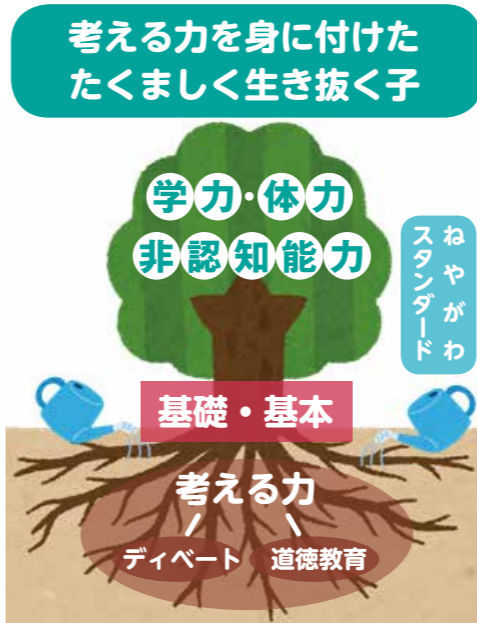 考える力を身に付けた
たくましく生き抜く子
学力・体力
非認知能力
ねやがわ
スタンダード
基礎・基本
考える力
ディベート
道徳教育